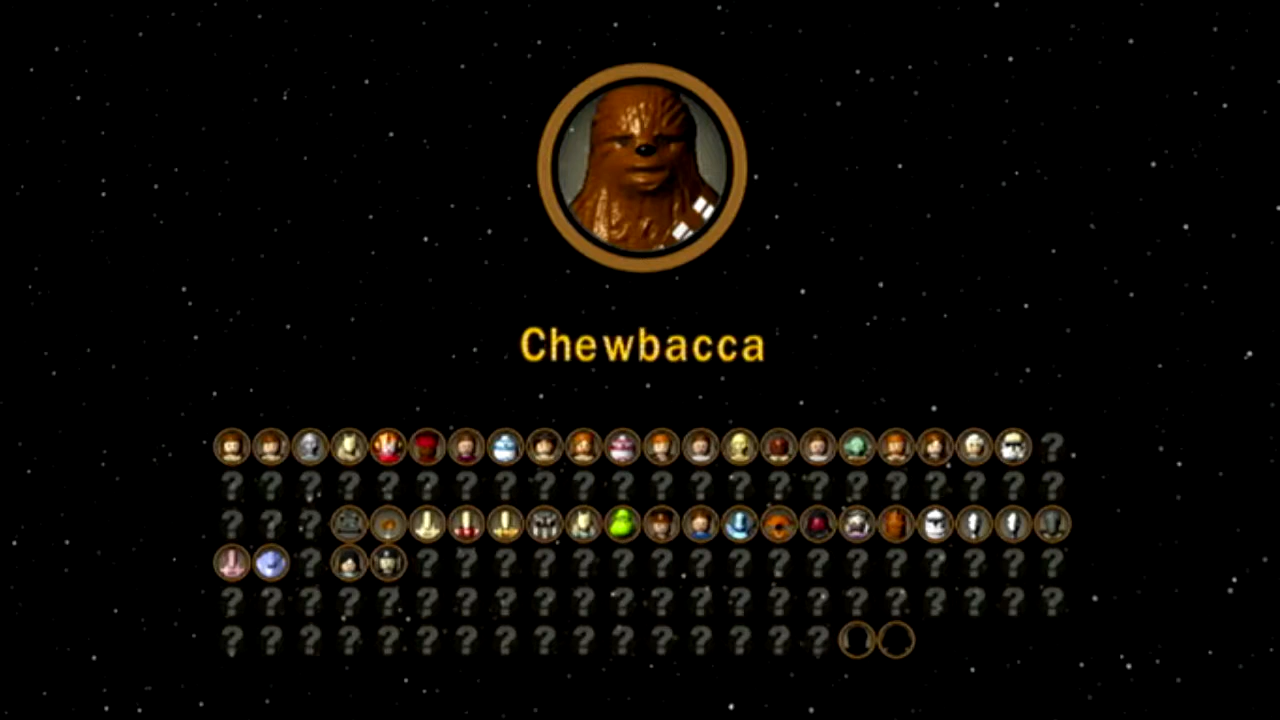 Chewbacca
?
? ? ? ? ? ? ? ? ? ? ? ? ? ? ? ? ? ? ? ? ? ?
? ? ?
? ? ? ? ? ? ? ? ? ? ? ? ? ? ? ? ? ?
? ? ? ? ? ? ? ? ? ? ? ? ? ? ? ? ? ? ? ? ? ?
? ? ? ? ? ? ? ? ? ? ? ? ? ? ? ?